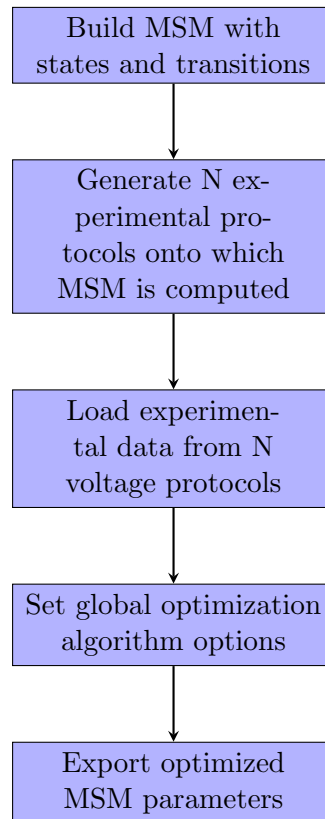 Build MSM with
states and transitions
Generate N ex-
perimental pro-
tocols onto which
MSM is computed
Load experimen-
tal data from N
voltage protocols
Set global optimization
algorithm options
Export optimized
MSM parameters